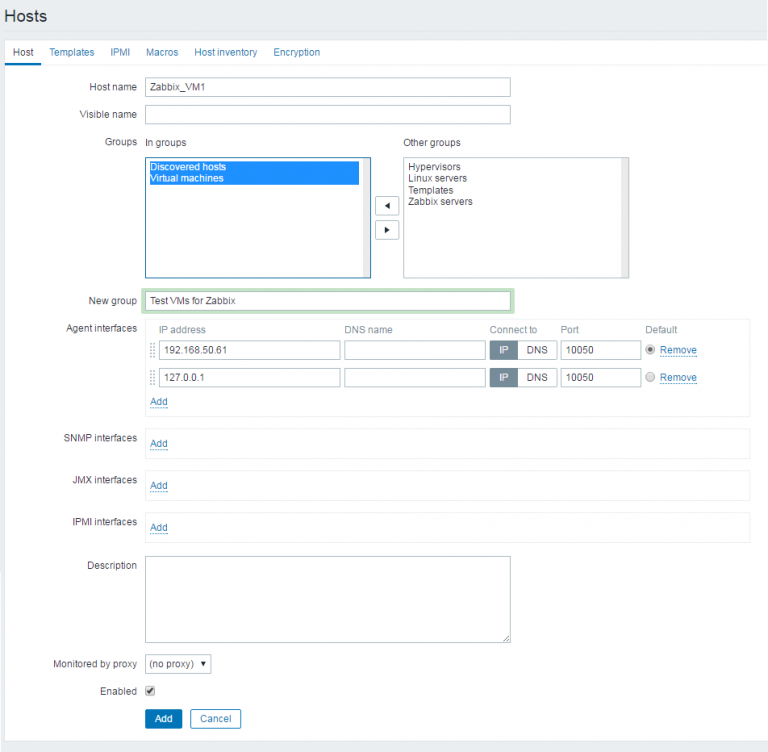 Hosts
Host Templates IPMI Macros Host inventory Encryption
Host name Zabbix_VM1
Visible name
Groups In groups Other groups
Discovered hosts Hypervisors
Virtual machines Linux servers
Templates
Zabbix servers
New group Test VMs for Zabbix
Agent interfaces IP address DNS name Connect to Port Default
192.168.50.61 IP DNS 10050 Remove
127.0.0.1 IP DNS 10050 Remove
Add
SNMP interfaces Add
JMX interfaces Add
IPMI interfaces Add
Description
Monitored by proxy (no proxy)
Enabled
Add Cancel